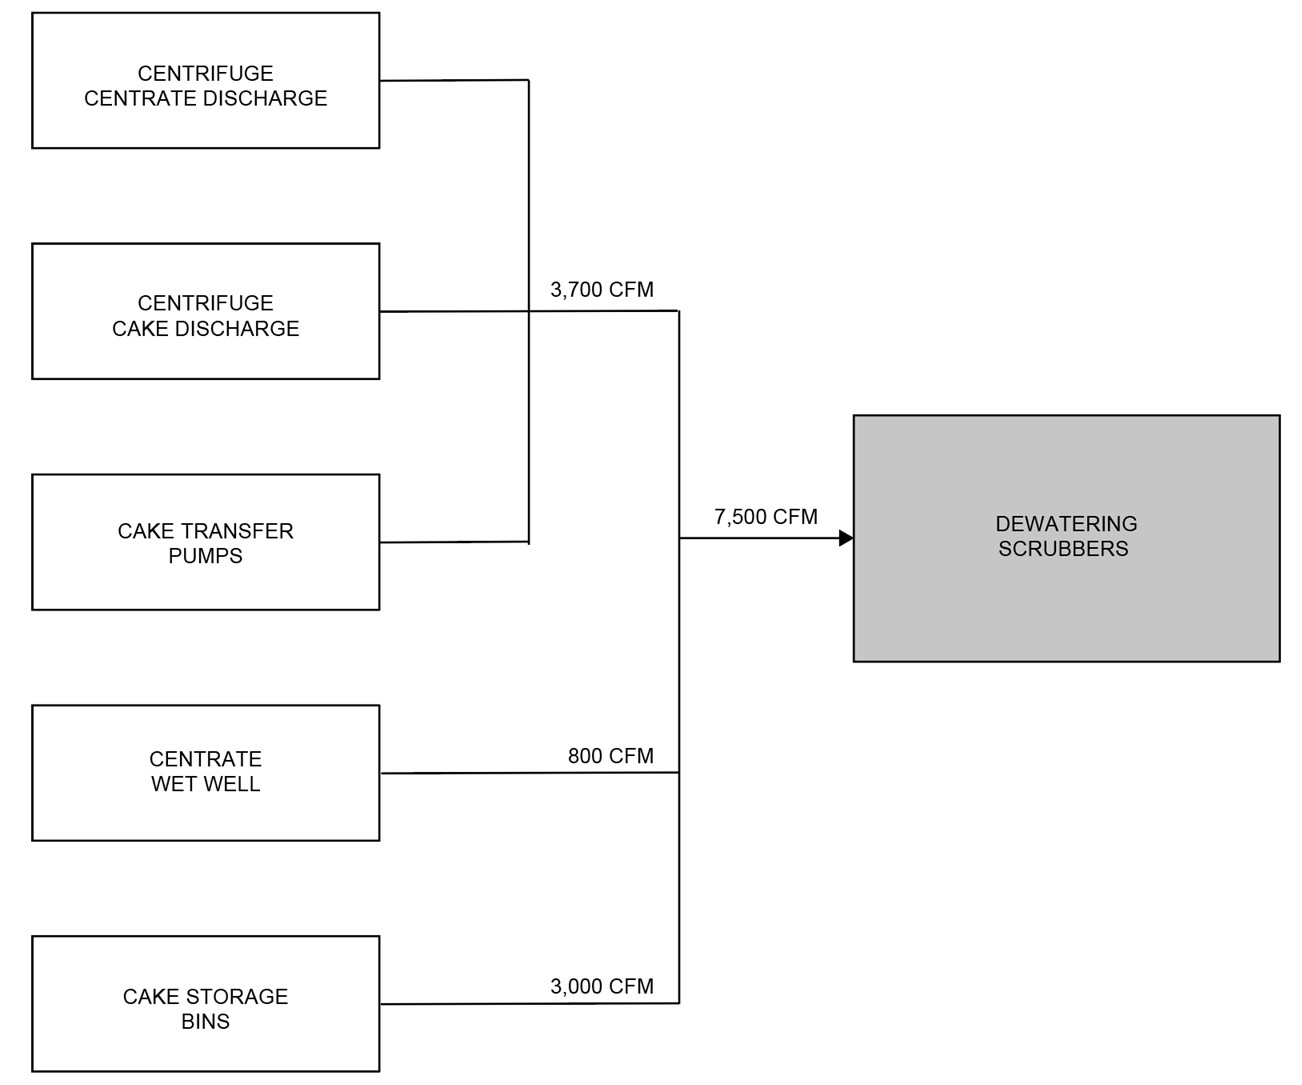 CENTRIFUGE
CENTRATE DISCHARGE
CENTRIFUGE
CAKE DISCHARGE
3,700 CFM
CAKE TRANSFER
PUMPS
7,500 CFM
DEWATERING
SCRUBBERS
CENTRATE
WET WELL
800 CFM
CAKE STORAGE
BINS
3,000 CFM